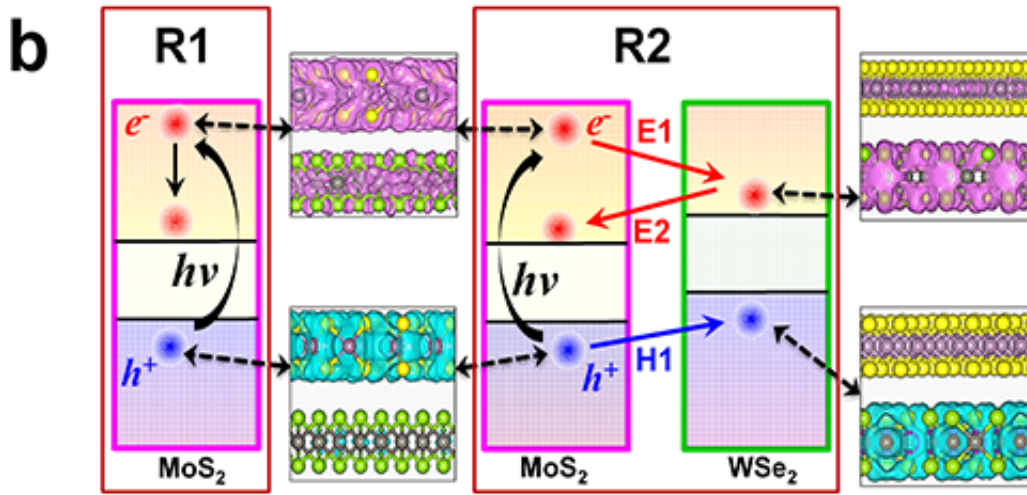 b
R1
R2
e-
e-
E1
E2
hν
hν
h+
h+
H1
MoS2
MoS2
WSe2